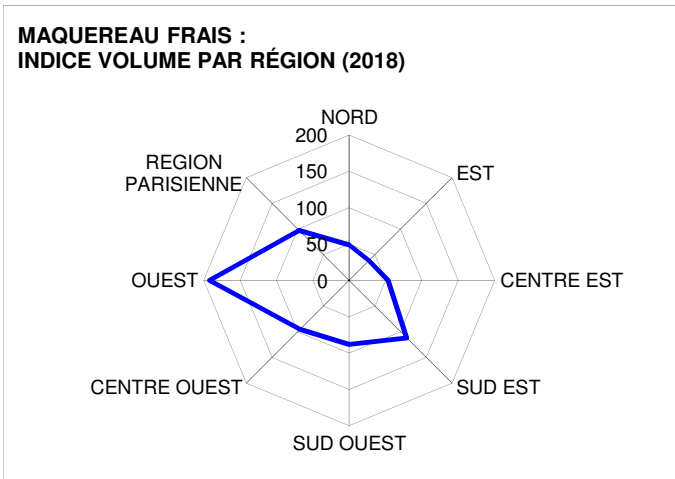 MAQUEREAU FRAIS :
INDICE VOLUME PAR RÉGION (2018)
NORD
200
150
100
50
0
EST
CENTRE EST
SUD EST
SUD OUEST
CENTRE OUEST
OUEST
REGION
PARISIENNE